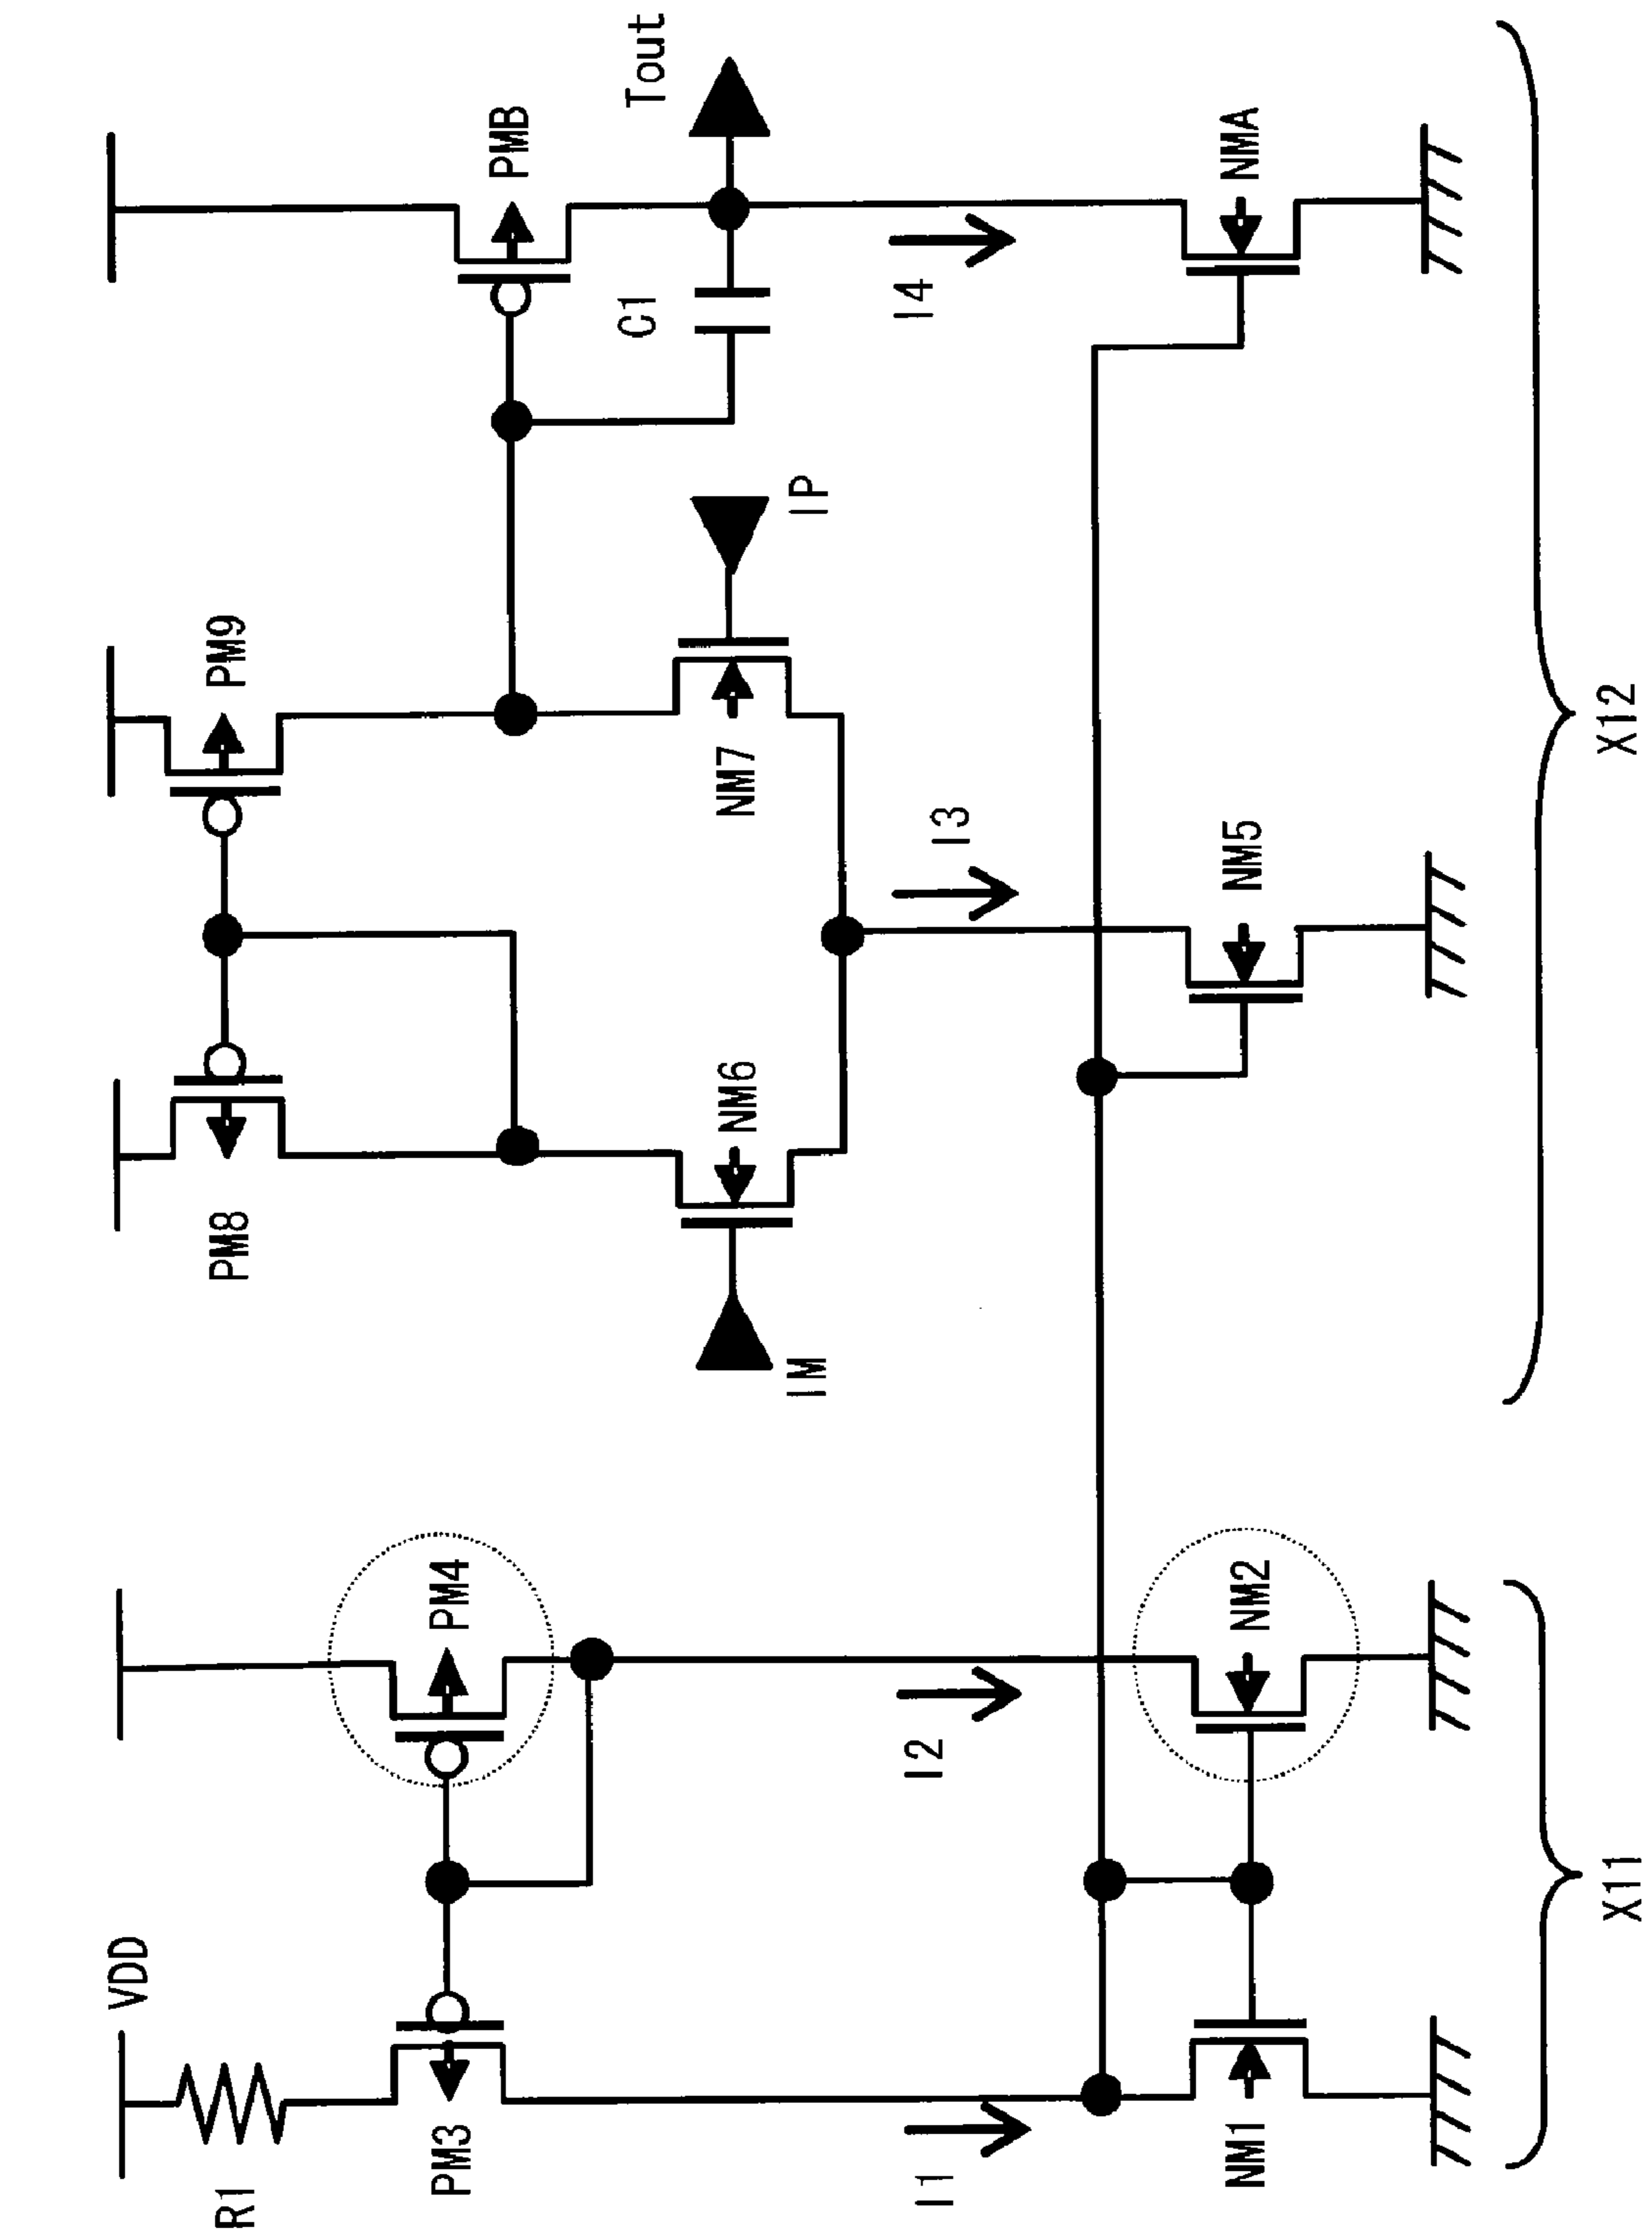 VDD
R1
PM3
PM4
I1
I2
NM1
NM2
X11
PM8
PM9
PMB
IM
NM6
NM7
IP
C1
Tout
I3
I4
NM5
NMA
X12